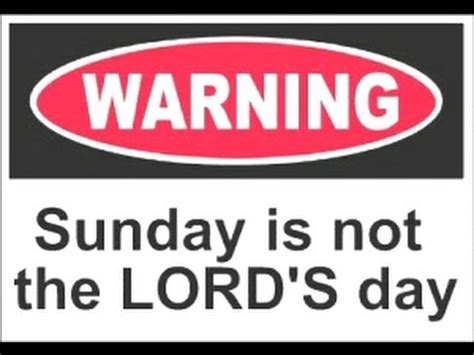 WARNING
Sunday is not
the LORD'S day